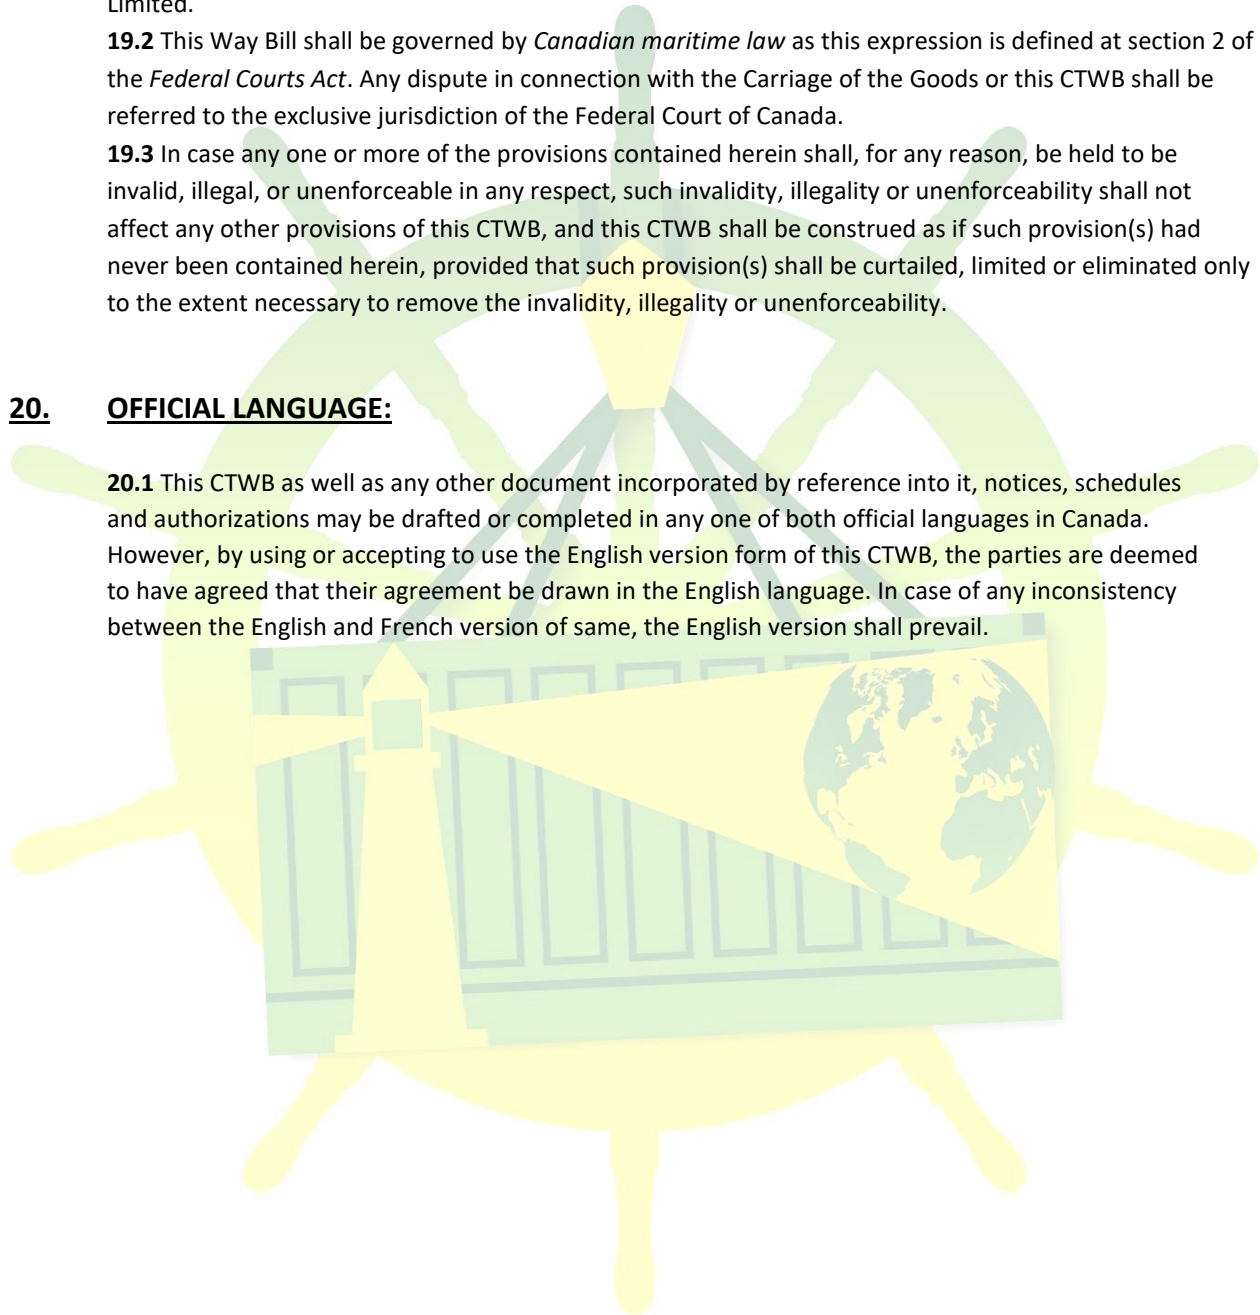 Limited.
19.2 This Way Bill shall be governed by Canadian maritime law as this expression is defined at section 2 of
the Federal Courts Act. Any dispute in connection with the Carriage of the Goods or this CTWB shall be
referred to the exclusive jurisdiction of the Federal Court of Canada.
19.3 In case any one or more of the provisions contained herein shall, for any reason, be held to be
invalid, illegal, or unenforceable in any respect, such invalidity, illegality or unenforceability shall not
affect any other provisions of this CTWB, and this CTWB shall be construed as if such provision(s) had
never been contained herein, provided that such provision(s) shall be curtailed, limited or eliminated only
to the extent necessary to remove the invalidity, illegality or unenforceability.
20. OFFICIAL LANGUAGE:
20.1 This CTWB as well as any other document incorporated by reference into it, notices, schedules
and authorizations may be drafted or completed in any one of both official languages in Canada.
However, by using or accepting to use the English version form of this CTWB, the parties are deemed
to have agreed that their agreement be drawn in the English language. In case of any inconsistency
between the English and French version of same, the English version shall prevail.